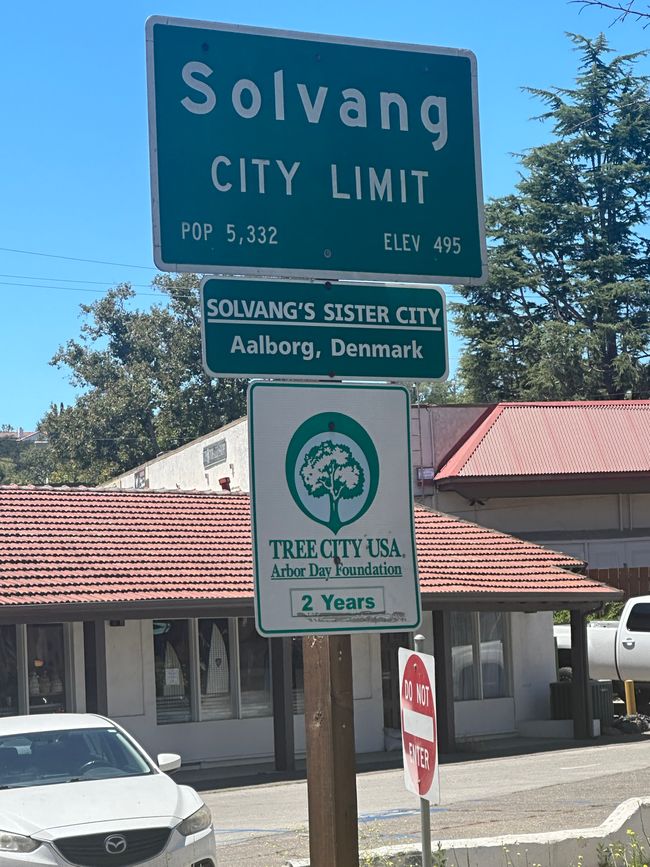 Solvang
CITY LIMIT
POP 5,332 ELEV 495
SOLVANG'S SISTER CITY
Aalborg, Denmark
TREE CITY USA®
Arbor Day Foundation
2 Years
DO NOT
ENTER